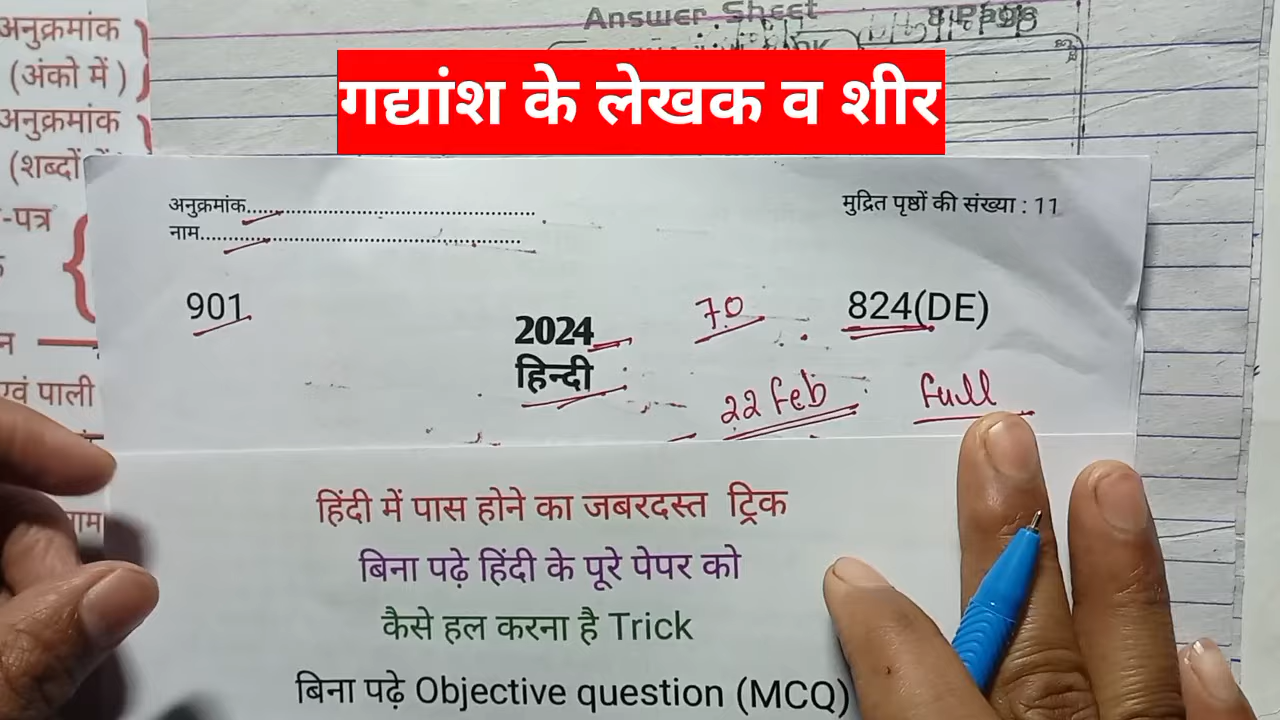 Answer Sheet
गद्यांश के लेखक व शीर
अनुक्रमांक
(अंको में )
अनुक्रमांक
(शब्दों
-पत्र
अनुक्रमांक
मुद्रित पृष्ठों की संख्या : 11
नाम
901
2024
70
824(DE)
हिन्दी
22 Feb
Full
एवं पाली
हिंदी में पास होने का जबरदस्त ट्रिक
बिना पढ़े हिंदी के पूरे पेपर को
कैसे हल करना है Trick
बिना पढ़े Objective question (MCQ)